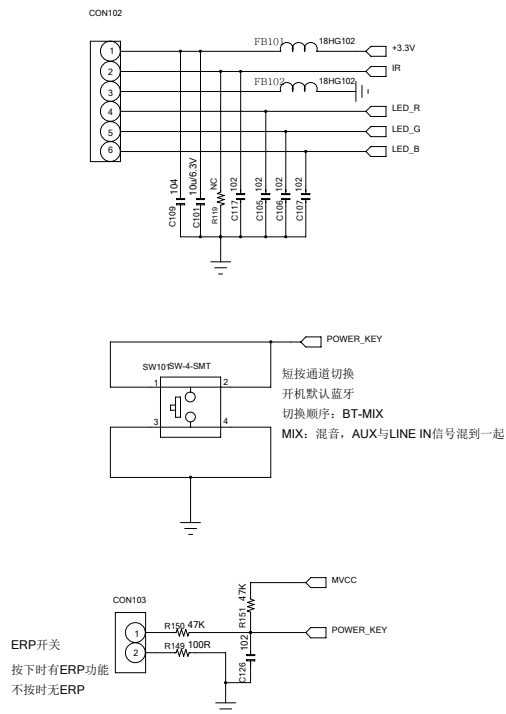 CON102
1
2
3
4
5
6
FB101
18HG102
+3.3V
IR
FB102
18HG102
LED_R
LED_G
LED_B
104
C109
10u/6.3V
C101
NC
R119
102
C117
102
C105
102
C106
102
C107
POWER_KEY
SW101
SW-4-SMT
1
2
3
4
短按通道切换
开机默认蓝牙
切换顺序：BT-MIX
MIX：混音，AUX与LINE IN信号混到一起
CON103
1
2
R150 47K
R149 100R
R151 47K
MVCC
POWER_KEY
102
C126
ERP开关
按下时有ERP功能
不按时无ERP